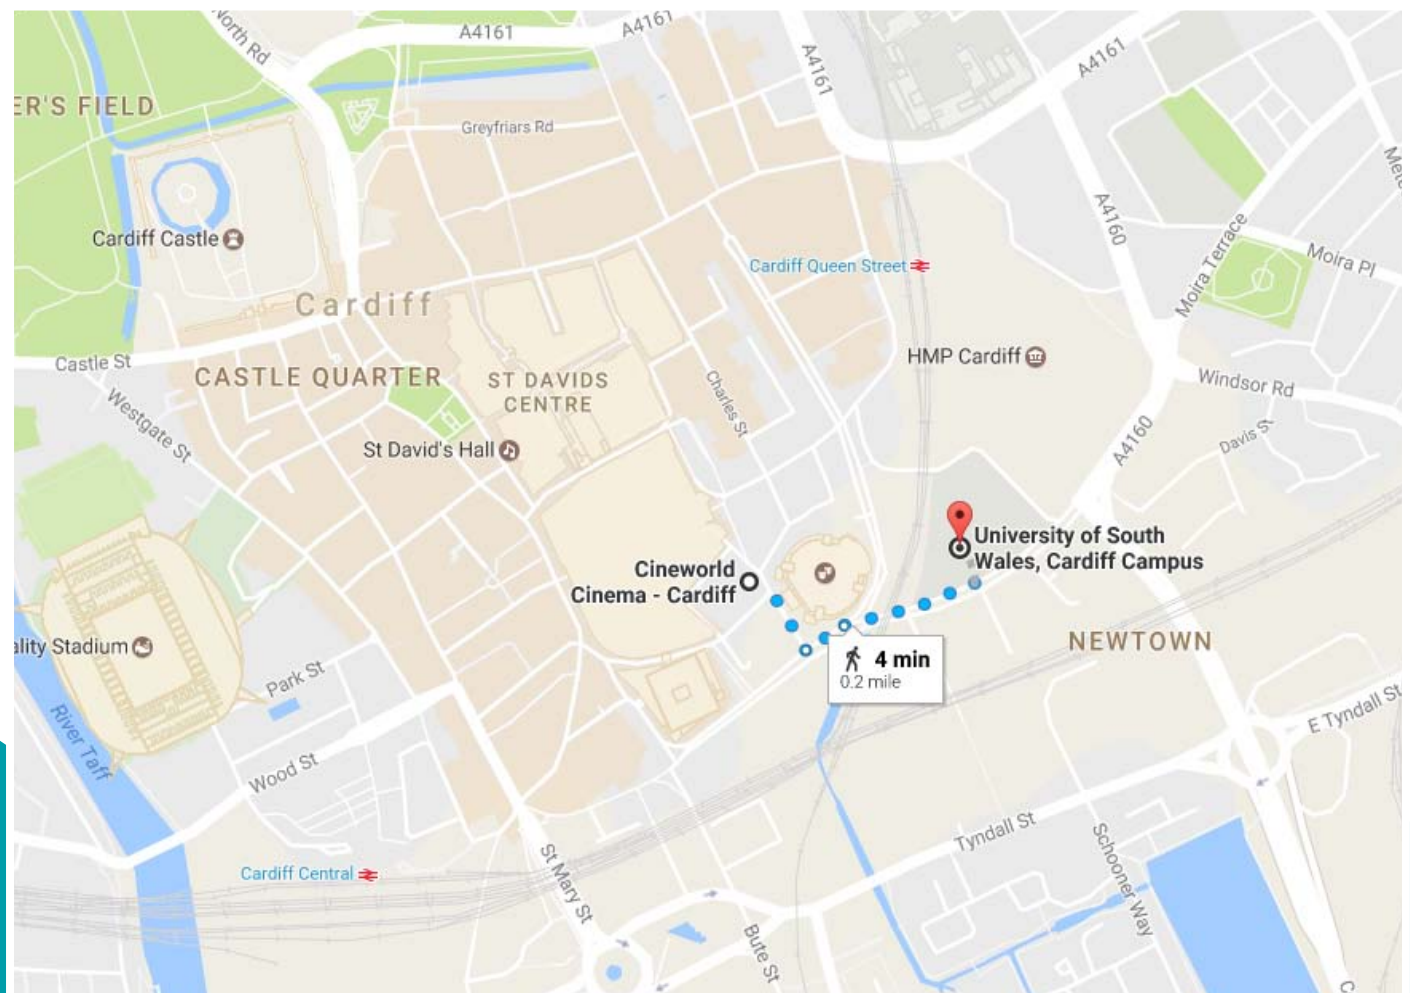 North Rd
A4161
A4161
A4161
A4161
ER'S FIELD
Greyfriars Rd
Cardiff Castle
Cardiff Queen Street
A4160
Moira Terrace
Moira Pl
Cardiff
Castle St
CASTLE QUARTER
ST DAVIDS
CENTRE
HMP Cardiff
Windsor Rd
Westgate St
Charles St
St David's Hall
A4160
Davis St
University of South
Wales, Cardiff Campus
Cineworld
Cinema - Cardiff
ality Stadium
NEWTOWN
4 min
0.2 mile
Park St
River Taff
Wood St
E Tyndall St
Tyndall St
Schooner Way
Cardiff Central
St Mary St
Bute St